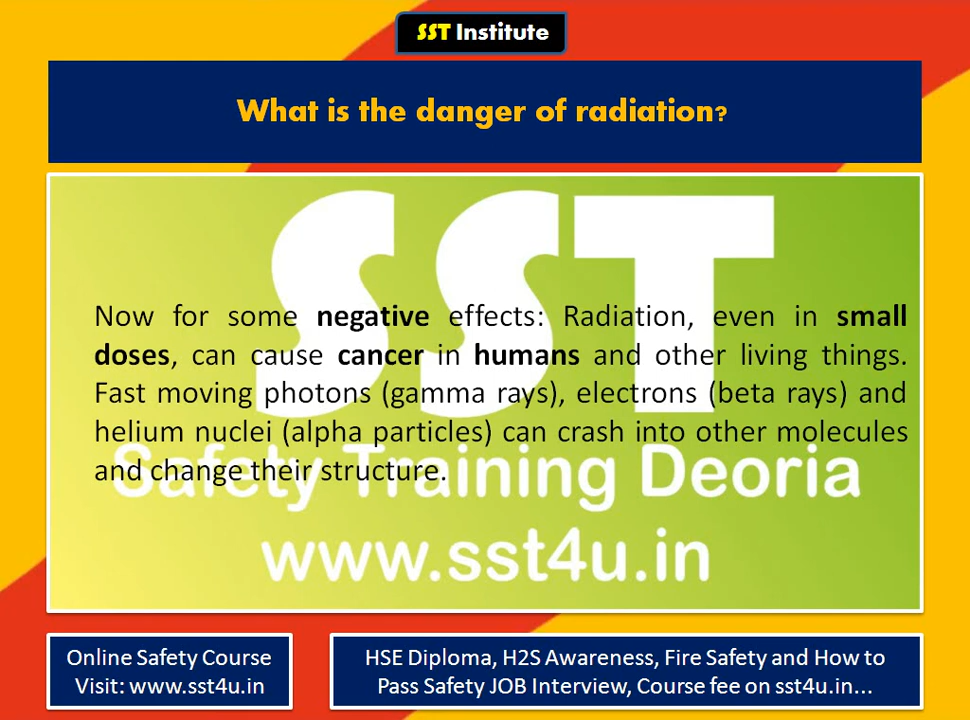 SST Institute
What is the danger of radiation?
SST
Now for some negative effects: Radiation, even in small
doses, can cause cancer in humans and other living things.
Fast moving photons (gamma rays), electrons (beta rays) and
helium nuclei (alpha particles) can crash into other molecules
and change their structure.
Safety Training Deoria
www.sst4u.in
Online Safety Course
Visit: www.sst4u.in
HSE Diploma, H2S Awareness, Fire Safety and How to
Pass Safety JOB Interview, Course fee on sst4u.in...